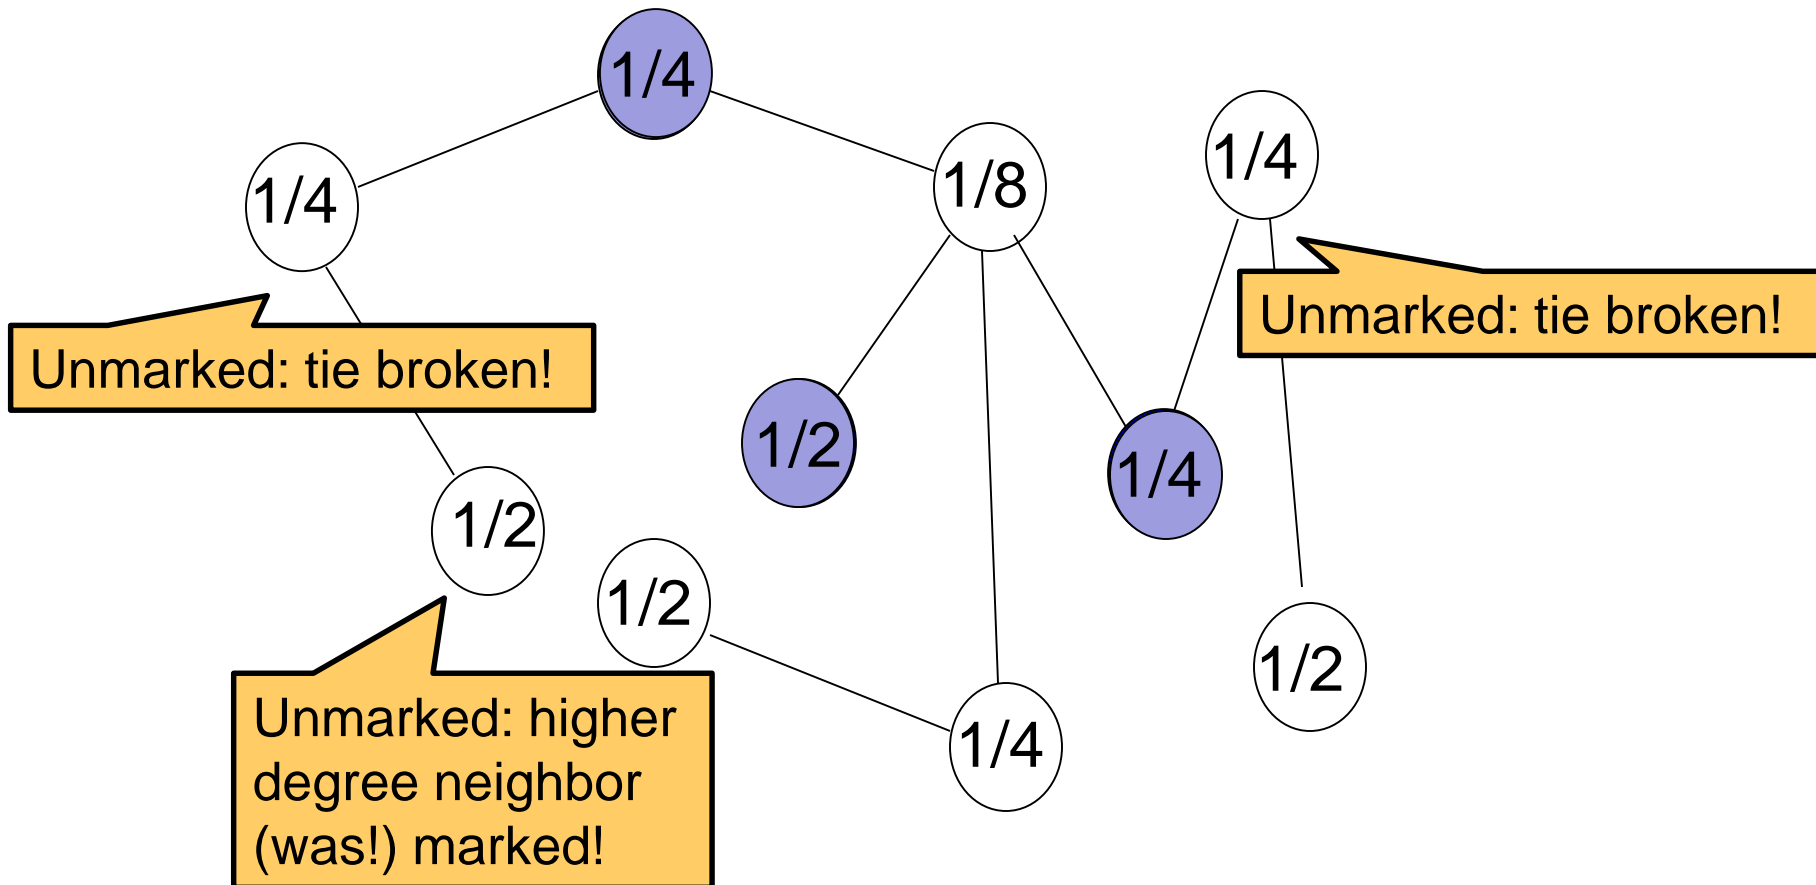 1/4
1/4
1/8
1/4
Unmarked: tie broken!
Unmarked: tie broken!
1/2
1/4
1/2
1/2
1/2
1/4
Unmarked: higher
degree neighbor
(was!) marked!